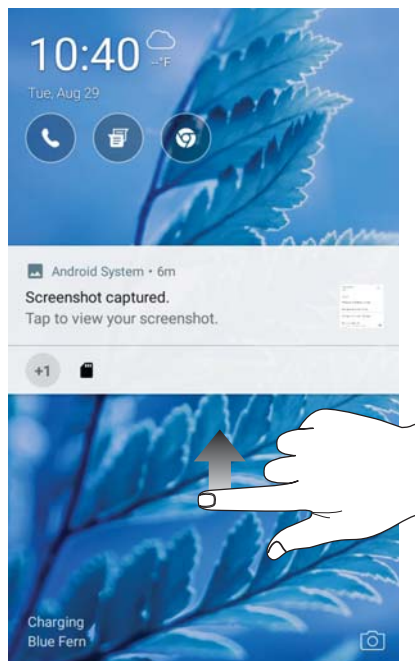 10:40
--°F
Tue, Aug 29
Android System • 6m
Screenshot captured.
Tap to view your screenshot.
+1
Charging
Blue Fern